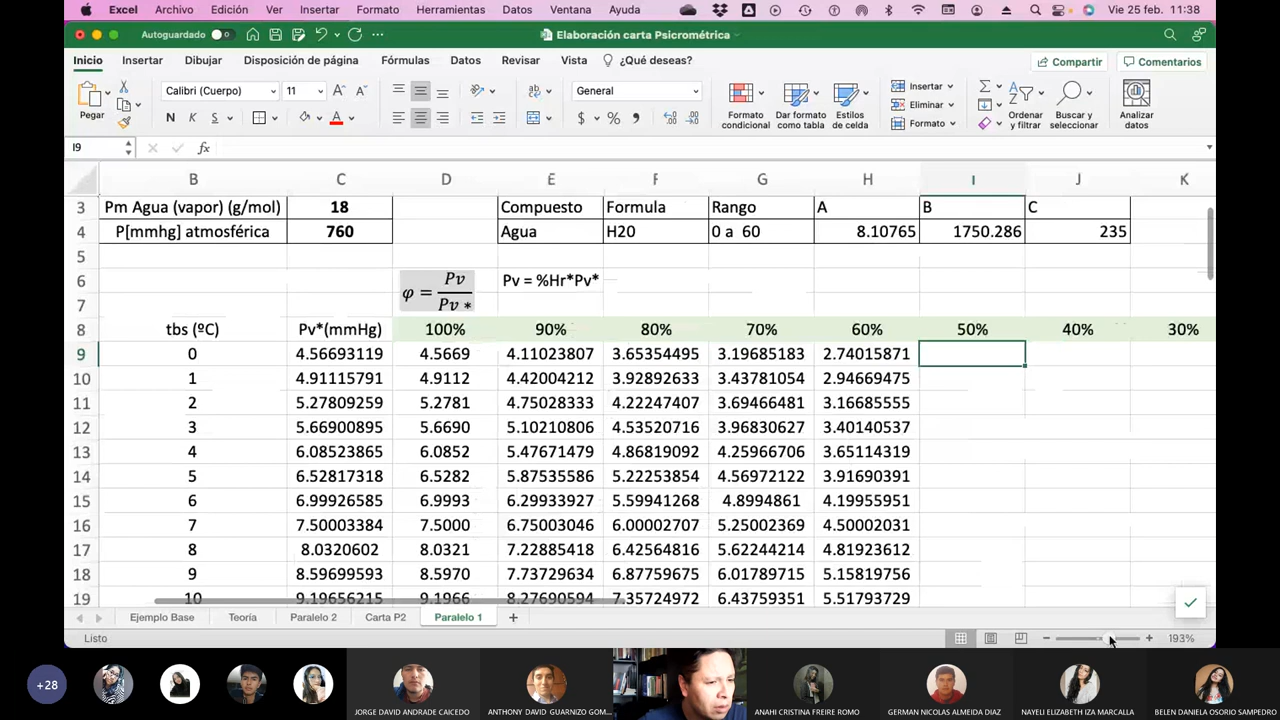 Excel Archivo Edición Ver Insertar Formato Herramientas Datos Ventana Ayuda Vie 25 feb. 11:38
Autoguardado Elaboración carta Psicrométrica
Inicio Insertar Dibujar Disposición de página Fórmulas Datos Revisar Vista ¿Qué deseas? Compartir Comentarios
Pegar Calibri (Cuerpo) 11 General Formato condicional Dar formato como tabla Estilos de celda Insertar Eliminar Formato Ordenar y filtrar Buscar y seleccionar Analizar datos
N K S $ %
I9 fx
B C D E F G H I J K
3 Pm Agua (vapor) (g/mol) 18 Compuesto Formula Rango A B C
4 P[mmhg] atmosférica 760 Agua H20 0 a 60 8.10765 1750.286 235
5
6 φ = Pv / Pv * Pv = %Hr*Pv*
7
8 tbs (ºC) Pv*(mmHg) 100% 90% 80% 70% 60% 50% 40% 30%
9 0 4.56693119 4.5669 4.11023807 3.65354495 3.19685183 2.74015871
10 1 4.91115791 4.9112 4.42004212 3.92892633 3.43781054 2.94669475
11 2 5.27809259 5.2781 4.75028333 4.22247407 3.69466481 3.16685555
12 3 5.66900895 5.6690 5.10210806 4.53520716 3.96830627 3.40140537
13 4 6.08523865 6.0852 5.47671479 4.86819092 4.25966706 3.65114319
14 5 6.52817318 6.5282 5.87535586 5.22253854 4.56972122 3.91690391
15 6 6.99926585 6.9993 6.29933927 5.59941268 4.8994861 4.19955951
16 7 7.50003384 7.5000 6.75003046 6.00002707 5.25002369 4.50002031
17 8 8.0320602 8.0321 7.22885418 6.42564816 5.62244214 4.81923612
18 9 8.59699593 8.5970 7.73729634 6.87759675 6.01789715 5.15819756
19 10 9.19656215 9.1966 8.27690594 7.35724972 6.43759351 5.51793729
Ejemplo Base Teoría Paralelo 2 Carta P2 Paralelo 1
Listo 193%
+28 JORGE DAVID ANDRADE CAICEDO ANTHONY DAVID GUARNIZO GOM... ANAHI CRISTINA FREIRE ROMO GERMAN NICOLAS ALMEIDA DIAZ NAYELI ELIZABETH IZA MARCALLA BELEN DANIELA OSORIO SAMPEDRO